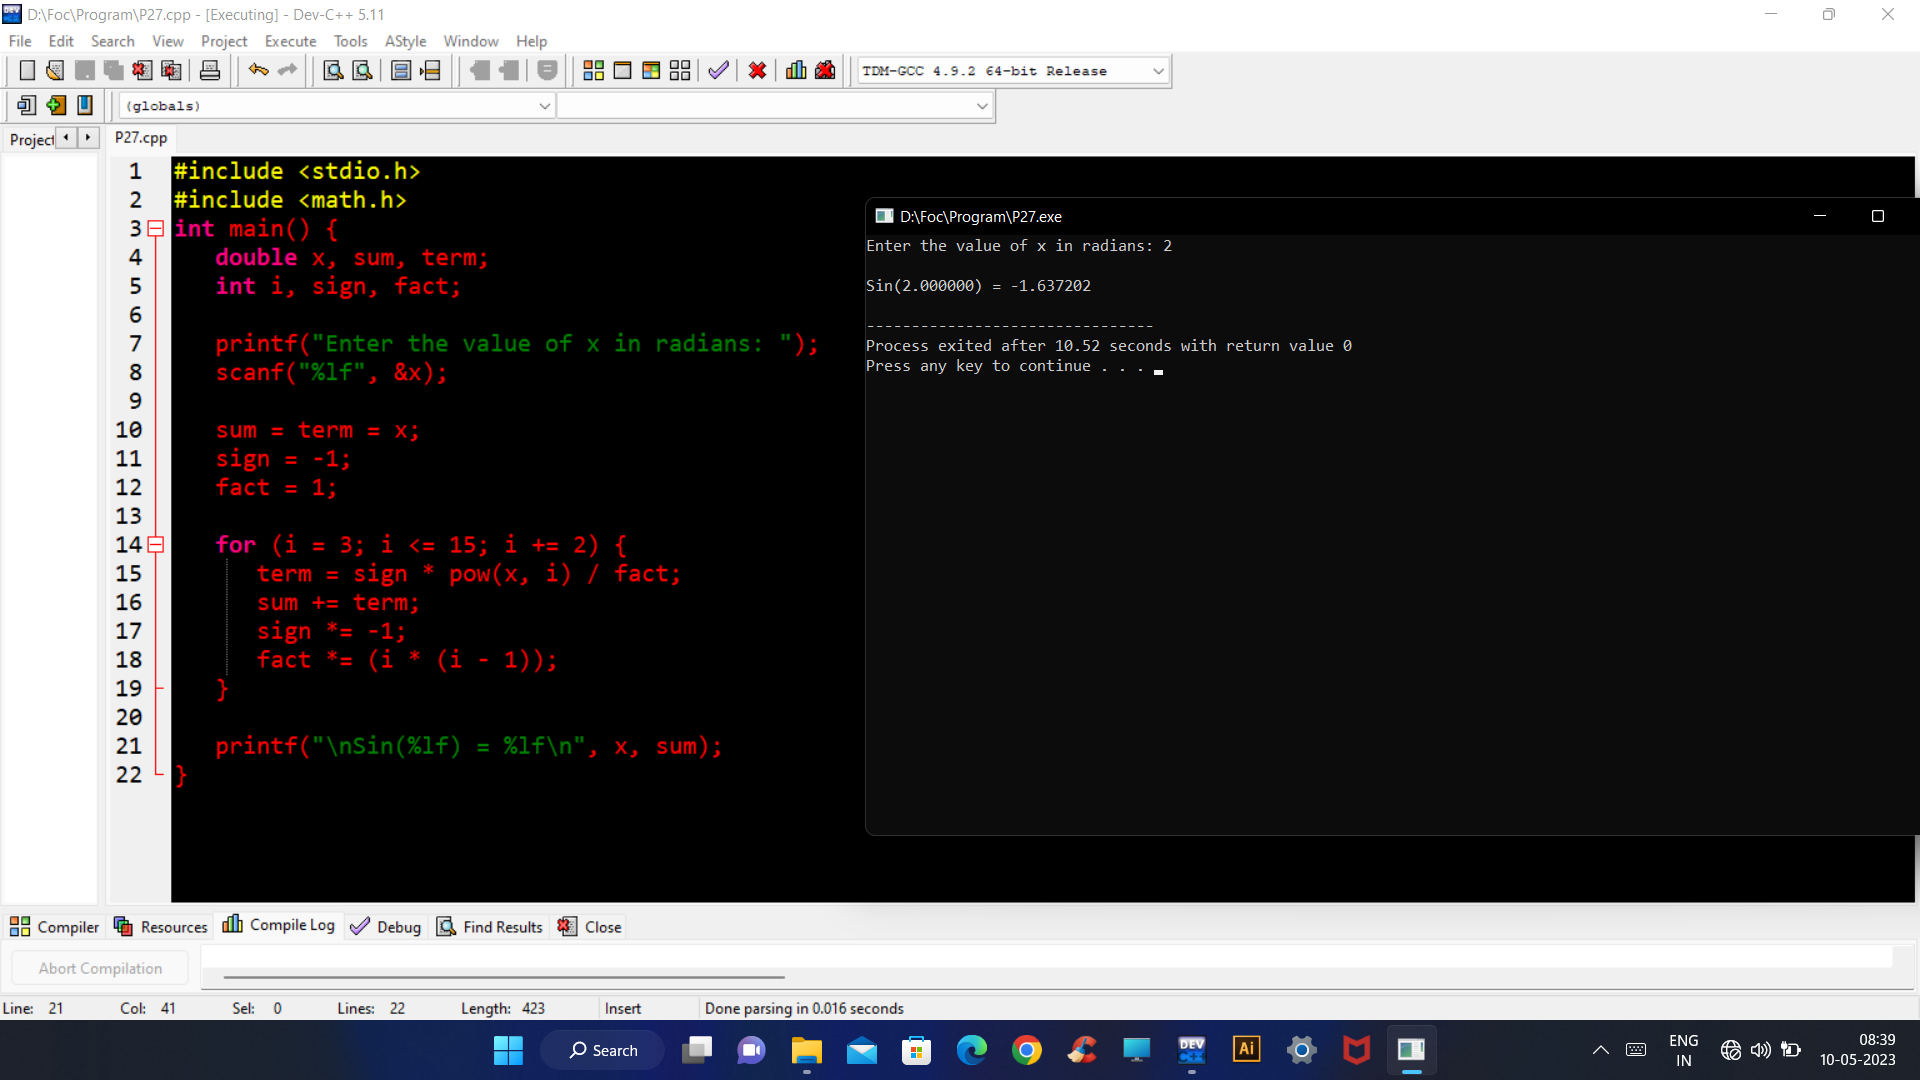 D:\Foc\Program\P27.cpp - [Executing] - Dev-C++ 5.11
File Edit Search View Project Execute Tools AStyle Window Help
TDM-GCC 4.9.2 64-bit Release
(globals)
Project
P27.cpp
1 #include <stdio.h>
2 #include <math.h>
3 int main() {
4 double x, sum, term;
5 int i, sign, fact;
6
7 printf("Enter the value of x in radians: ");
8 scanf("%lf", &x);
9
10 sum = term = x;
11 sign = -1;
12 fact = 1;
13
14 for (i = 3; i <= 15; i += 2) {
15 term = sign * pow(x, i) / fact;
16 sum += term;
17 sign *= -1;
18 fact *= (i * (i - 1));
19 }
20
21 printf("\nSin(%lf) = %lf\n", x, sum);
22 }
D:\Foc\Program\P27.exe
Enter the value of x in radians: 2
Sin(2.000000) = -1.637202
--------------------------------
Process exited after 10.52 seconds with return value 0
Press any key to continue . . .
Compiler Resources Compile Log Debug Find Results Close
Abort Compilation
Line: 21 Col: 41 Sel: 0 Lines: 22 Length: 423 Insert Done parsing in 0.016 seconds
Search
DEV C++
Ai
ENG
IN
08:39
10-05-2023